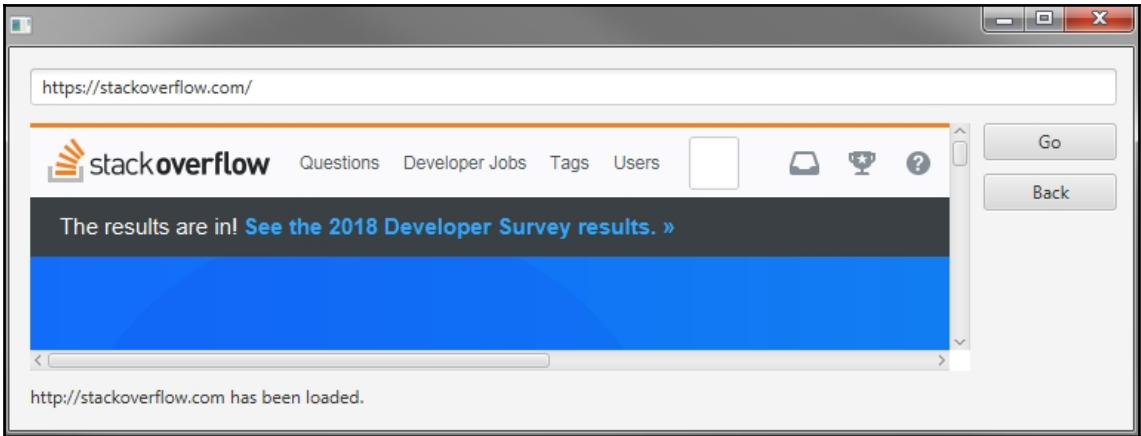 https://stackoverflow.com/
stackoverflow Questions Developer Jobs Tags Users ?
Go
Back
The results are in! See the 2018 Developer Survey results. »
http://stackoverflow.com has been loaded.